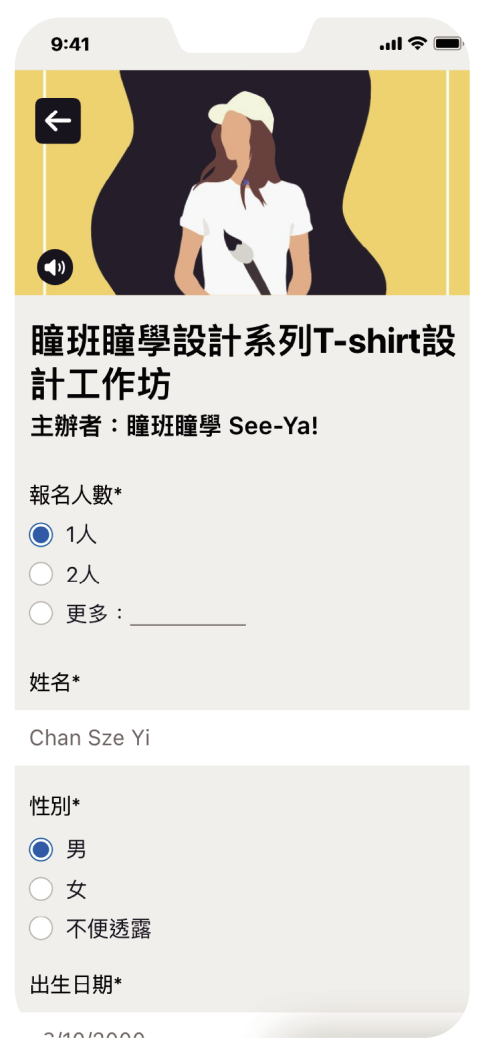 9:41
瞳班瞳學設計系列T-shirt設
計工作坊
主辦者：瞳班瞳學 See-Ya!
報名人數*
1人
2人
更多：
姓名*
Chan Sze Yi
性別*
男
女
不便透露
出生日期*